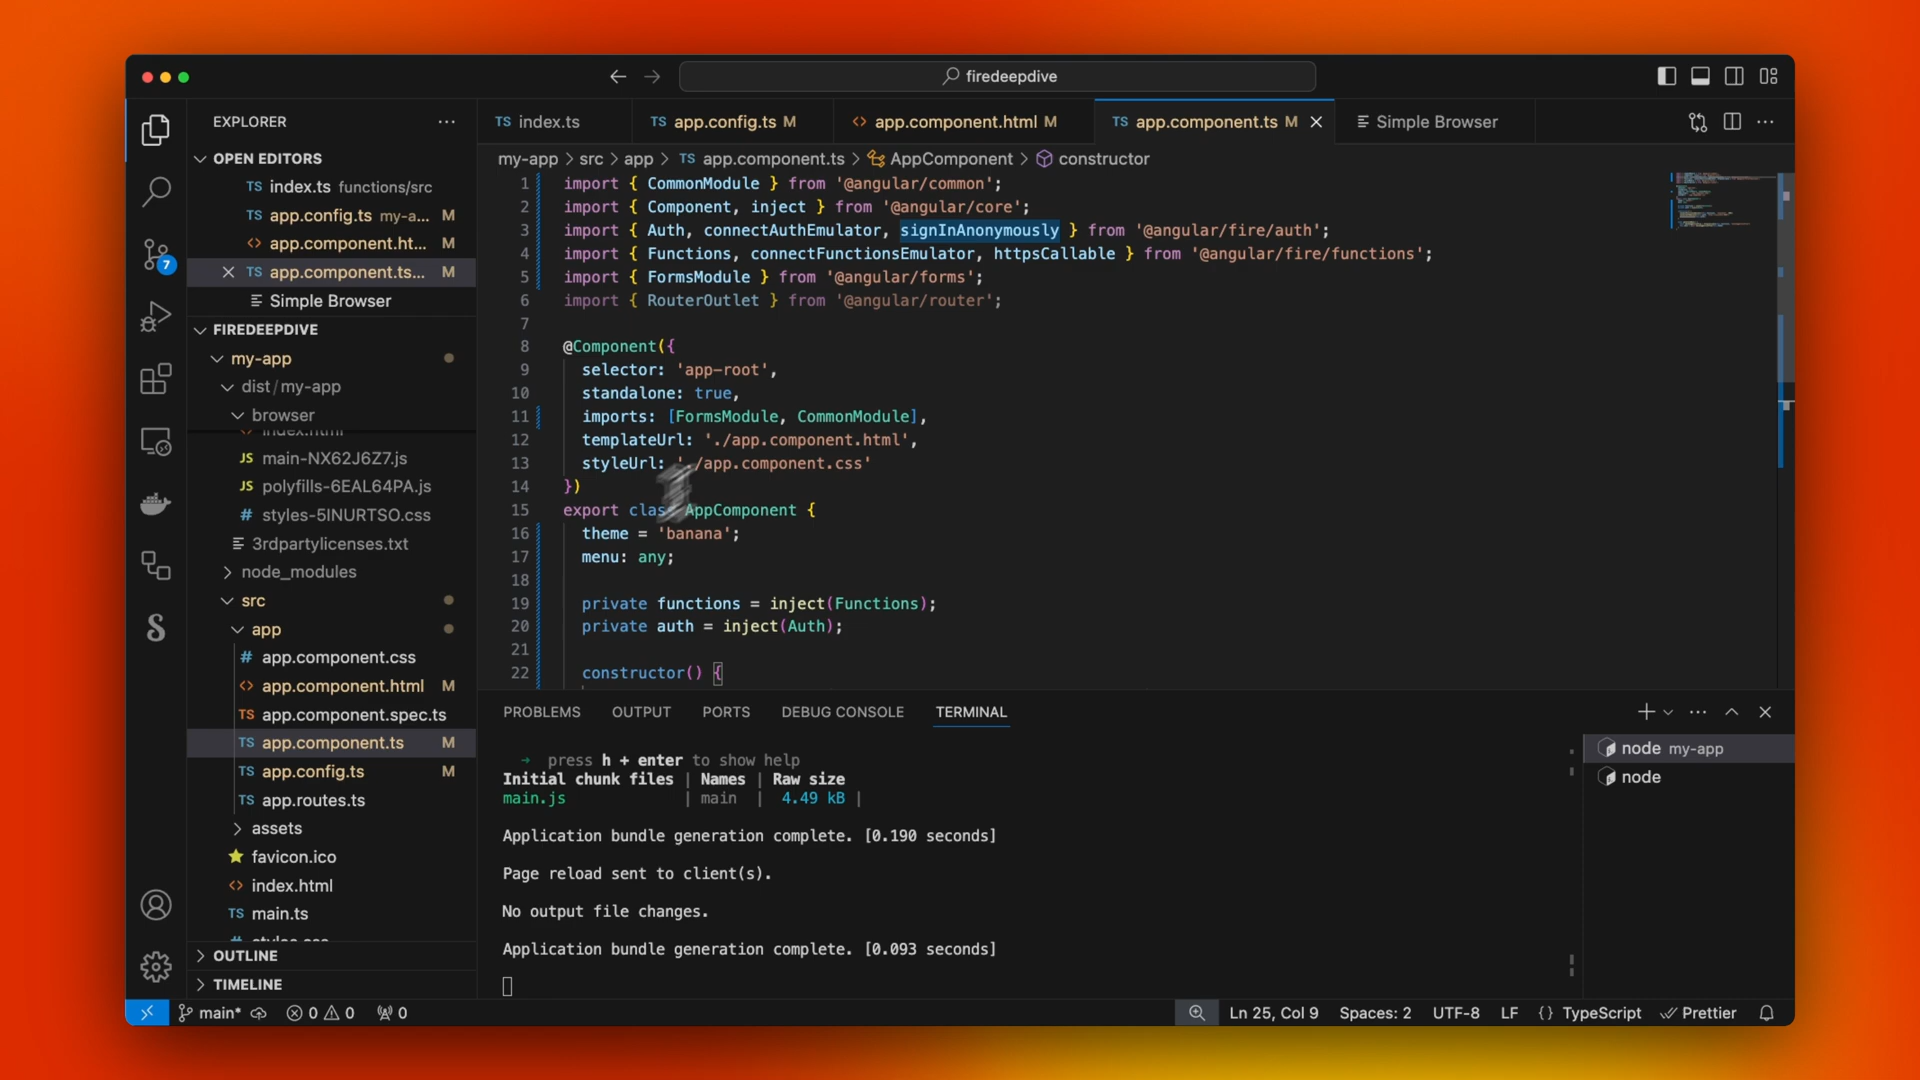 firedeepdive
EXPLORER
OPEN EDITORS
TS index.ts functions/src
TS app.config.ts my-a... M
<> app.component.ht... M
TS app.component.ts... M
Simple Browser
FIREDEEPDIVE
my-app
dist/my-app
browser
index.html
JS main-NX62J6Z7.js
JS polyfills-6EAL64PA.js
# styles-5INURTSO.css
3rdpartylicenses.txt
node_modules
src
app
# app.component.css
<> app.component.html M
TS app.component.spec.ts
TS app.component.ts M
TS app.config.ts M
TS app.routes.ts
assets
favicon.ico
<> index.html
TS main.ts
# styles.css
OUTLINE
TIMELINE
7
TS index.ts
TS app.config.ts M
<> app.component.html M
TS app.component.ts M
Simple Browser
my-app > src > app > TS app.component.ts > AppComponent > constructor
1 import { CommonModule } from '@angular/common';
2 import { Component, inject } from '@angular/core';
3 import { Auth, connectAuthEmulator, signInAnonymously } from '@angular/fire/auth';
4 import { Functions, connectFunctionsEmulator, httpsCallable } from '@angular/fire/functions';
5 import { FormsModule } from '@angular/forms';
6 import { RouterOutlet } from '@angular/router';
7
8 @Component({
9 selector: 'app-root',
10 standalone: true,
11 imports: [FormsModule, CommonModule],
12 templateUrl: './app.component.html',
13 styleUrl: './app.component.css'
14 })
15 export class AppComponent {
16 theme = 'banana';
17 menu: any;
18
19 private functions = inject(Functions);
20 private auth = inject(Auth);
21
22 constructor() {
PROBLEMS OUTPUT PORTS DEBUG CONSOLE TERMINAL
→ press h + enter to show help
Initial chunk files | Names | Raw size
main.js | main | 4.49 kB |
Application bundle generation complete. [0.190 seconds]
Page reload sent to client(s).
No output file changes.
Application bundle generation complete. [0.093 seconds]
node my-app
node
main* 0 0 0
Ln 25, Col 9 Spaces: 2 UTF-8 LF {} TypeScript Prettier